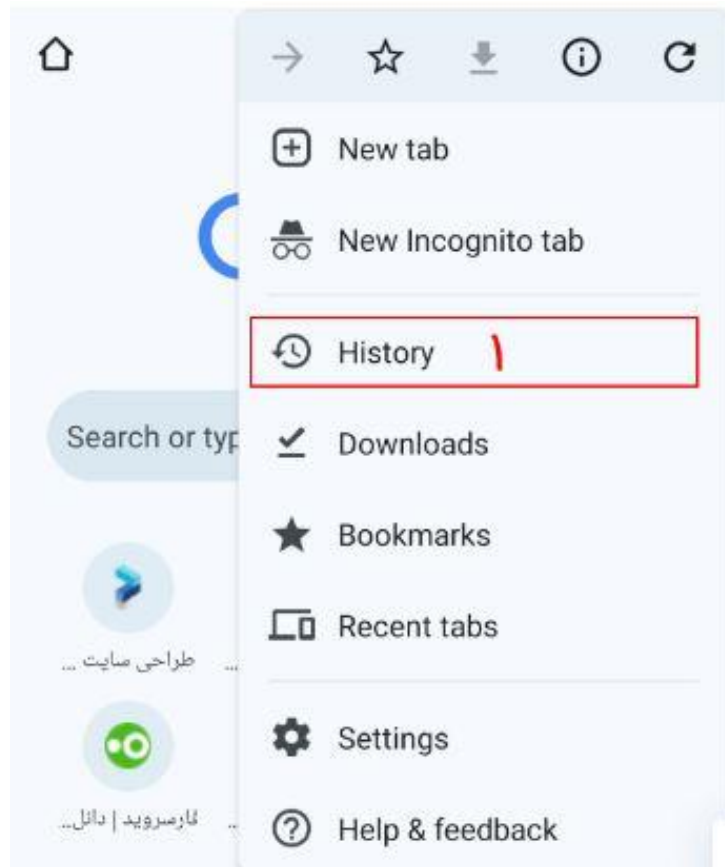 New tab
New Incognito tab
History ۱
Downloads
Search or typ
Bookmarks
Recent tabs
طراحی سایت ...
Settings
فارسروید | دانل...
Help & feedback